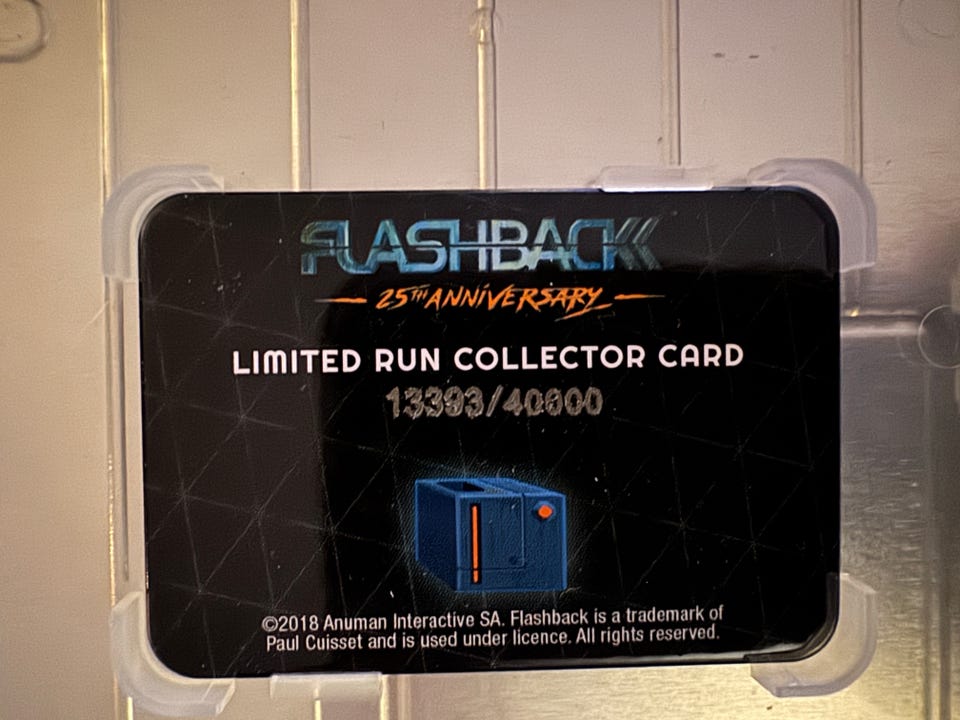 FLASHBACK
25TH ANNIVERSARY
LIMITED RUN COLLECTOR CARD
13393/40000
©2018 Anuman Interactive SA. Flashback is a trademark of
Paul Cuisset and is used under licence. All rights reserved.